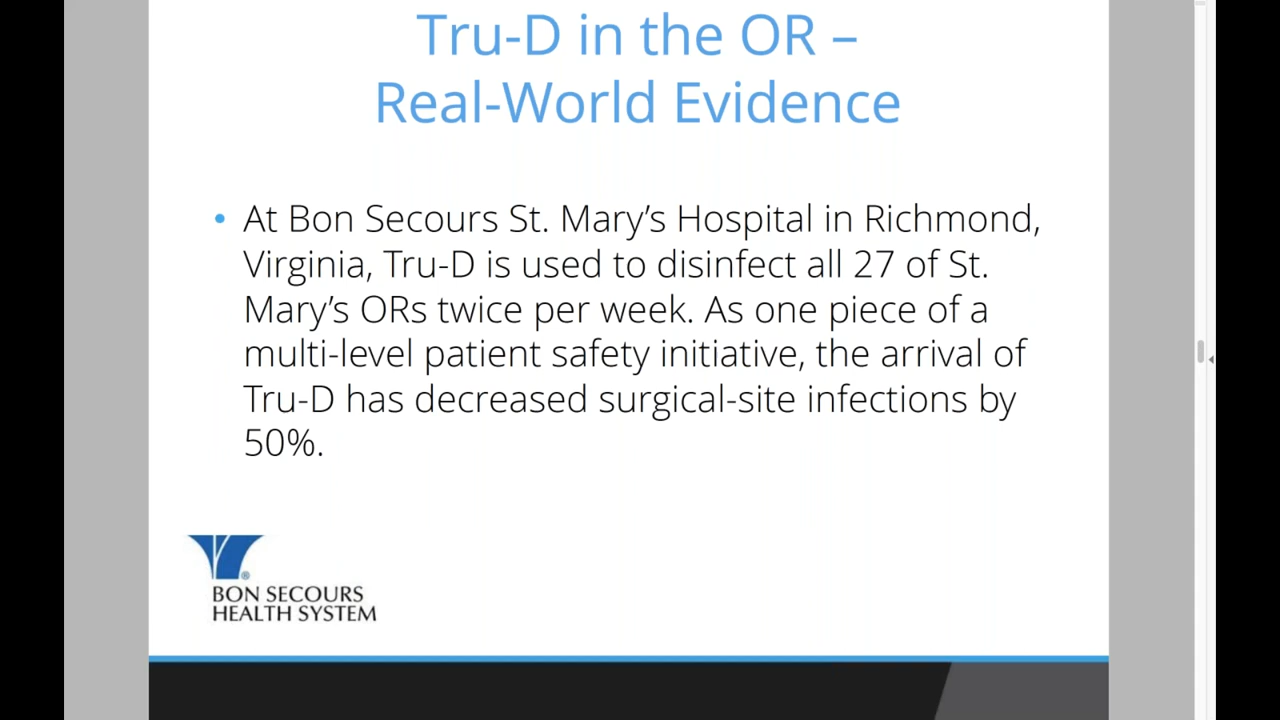 Tru-D in the OR –
Real-World Evidence
• At Bon Secours St. Mary’s Hospital in Richmond,
Virginia, Tru-D is used to disinfect all 27 of St.
Mary’s ORs twice per week. As one piece of a
multi-level patient safety initiative, the arrival of
Tru-D has decreased surgical-site infections by
50%.
®
BON SECOURS
HEALTH SYSTEM